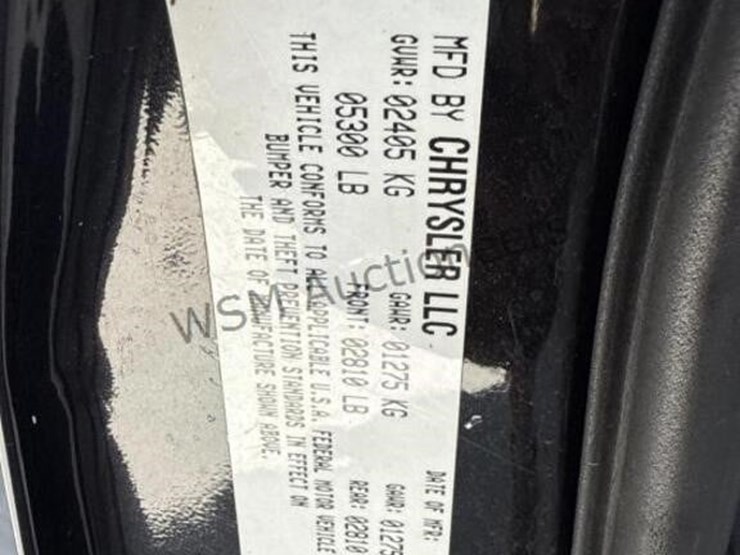 MFD BY CHRYSLER LLC DATE OF MFR:
GVWR: 02405 KG GAWR: 01275 KG GAWR: 01275
05300 LB FRONT: 02810 LB REAR: 02810
THIS VEHICLE CONFORMS TO ALL APPLICABLE U.S.A. FEDERAL MOTOR VEHICLE
BUMPER AND THEFT PREVENTION STANDARDS IN EFFECT ON
THE DATE OF MANUFACTURE SHOWN ABOVE.
WSM Auction